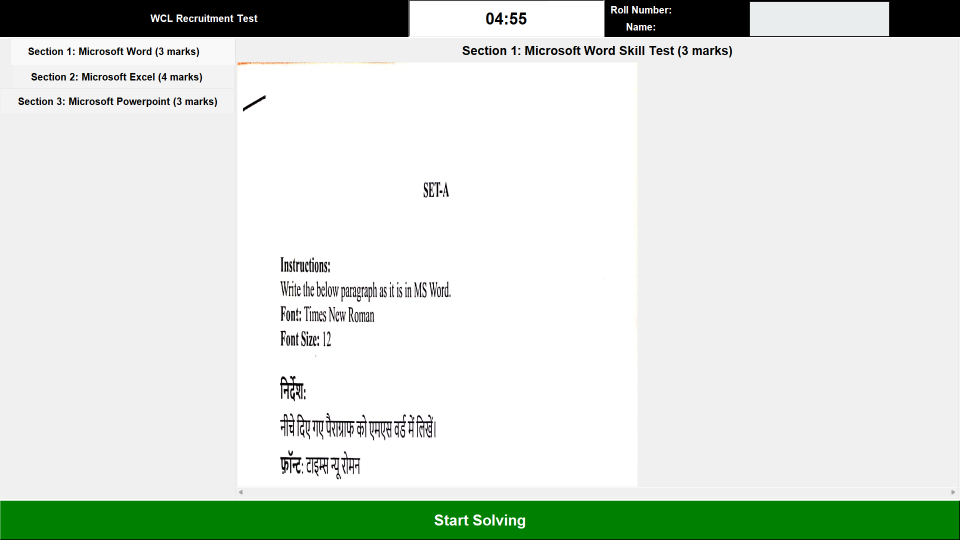 WCL Recruitment Test
04:55
Roll Number:
Name:
Section 1: Microsoft Word (3 marks)
Section 2: Microsoft Excel (4 marks)
Section 3: Microsoft Powerpoint (3 marks)
Section 1: Microsoft Word Skill Test (3 marks)
SET-A
Instructions:
Write the below paragraph as it is in MS Word.
Font: Times New Roman
Font Size: 12
निर्देश:
नीचे दिए गए पैराग्राफ को एमएस वर्ड में लिखें।
फ़ॉन्ट: टाइम्स न्यू रोमन
Start Solving